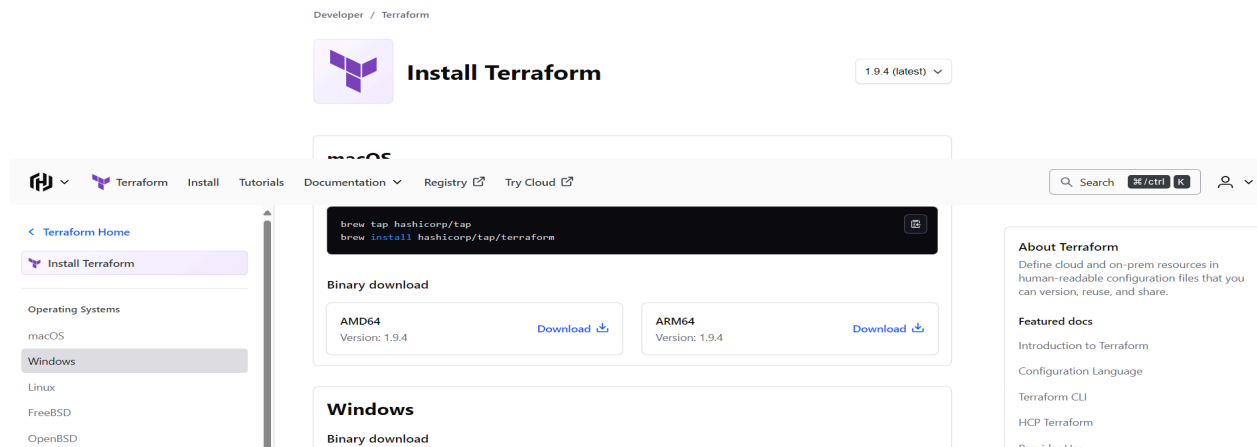 Developer / Terraform
Install Terraform
1.9.4 (latest)
macOS
Terraform Install Tutorials Documentation Registry Try Cloud Search ⌘/ctrl K
brew tap hashicorp/tap
brew install hashicorp/tap/terraform
Binary download
AMD64
Version: 1.9.4
Download
ARM64
Version: 1.9.4
Download
Windows
Binary download
< Terraform Home
Install Terraform
Operating Systems
macOS
Windows
Linux
FreeBSD
OpenBSD
About Terraform
Define cloud and on-prem resources in
human-readable configuration files that you
can version, reuse, and share.
Featured docs
Introduction to Terraform
Configuration Language
Terraform CLI
HCP Terraform